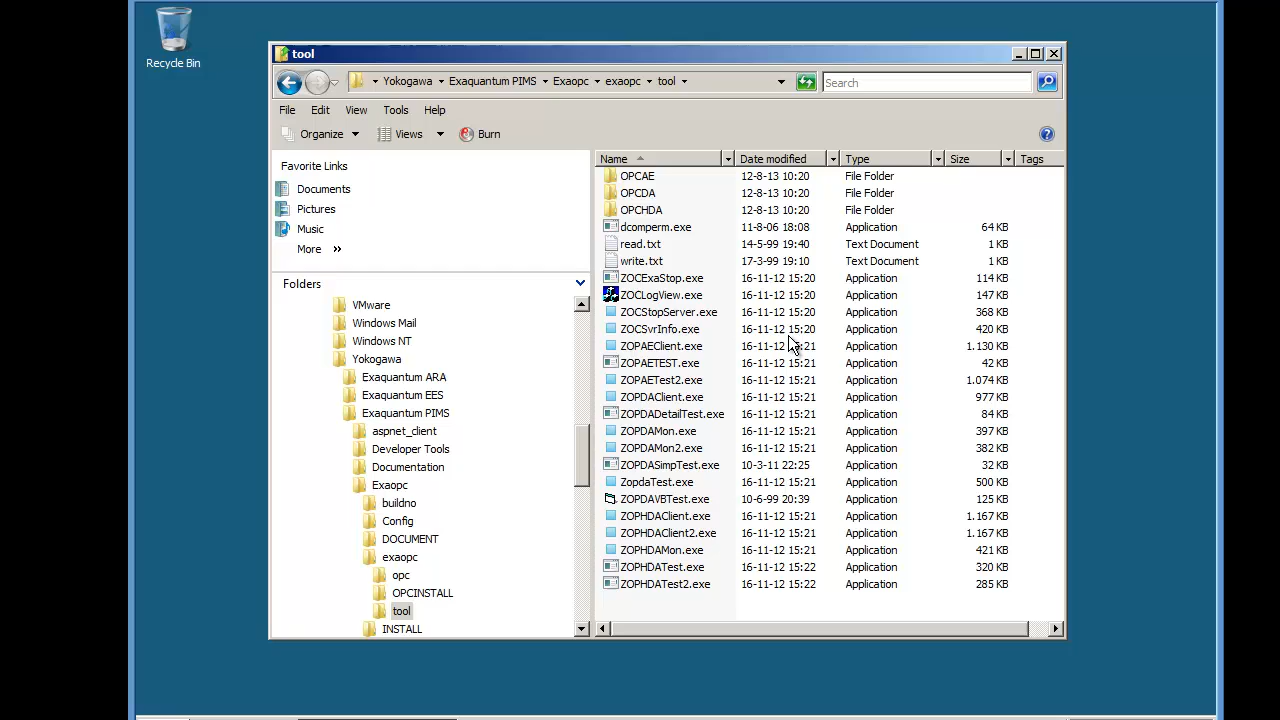 Recycle Bin
tool
Yokogawa Exaquantum PIMS Exaopc exaopc tool
Search
File Edit View Tools Help
Organize Views Burn
Favorite Links
Documents
Pictures
Music
More »
Folders
VMware
Windows Mail
Windows NT
Yokogawa
Exaquantum ARA
Exaquantum EES
Exaquantum PIMS
aspnet_client
Developer Tools
Documentation
Exaopc
buildno
Config
DOCUMENT
exaopc
opc
OPCINSTALL
tool
INSTALL
Name Date modified Type Size Tags
OPCAE 12-8-13 10:20 File Folder
OPCDA 12-8-13 10:20 File Folder
OPCHDA 12-8-13 10:20 File Folder
dcomperm.exe 11-8-06 18:08 Application 64 KB
read.txt 14-5-99 19:40 Text Document 1 KB
write.txt 17-3-99 19:10 Text Document 1 KB
ZOCExaStop.exe 16-11-12 15:20 Application 114 KB
ZOCLogView.exe 16-11-12 15:20 Application 147 KB
ZOCStopServer.exe 16-11-12 15:20 Application 368 KB
ZOCSvrInfo.exe 16-11-12 15:20 Application 420 KB
ZOPAEClient.exe 16-11-12 15:21 Application 1.130 KB
ZOPAETEST.exe 16-11-12 15:21 Application 42 KB
ZOPAETest2.exe 16-11-12 15:21 Application 1.074 KB
ZOPDAClient.exe 16-11-12 15:21 Application 977 KB
ZOPDADetailTest.exe 16-11-12 15:21 Application 84 KB
ZOPDAMon.exe 16-11-12 15:21 Application 397 KB
ZOPDAMon2.exe 16-11-12 15:21 Application 382 KB
ZOPDASimpTest.exe 10-3-11 22:25 Application 32 KB
ZopdaTest.exe 16-11-12 15:21 Application 500 KB
ZOPDAVBTest.exe 10-6-99 20:39 Application 125 KB
ZOPHDAClient.exe 16-11-12 15:21 Application 1.167 KB
ZOPHDAClient2.exe 16-11-12 15:21 Application 1.167 KB
ZOPHDAMon.exe 16-11-12 15:21 Application 421 KB
ZOPHDATest.exe 16-11-12 15:22 Application 320 KB
ZOPHDATest2.exe 16-11-12 15:22 Application 285 KB